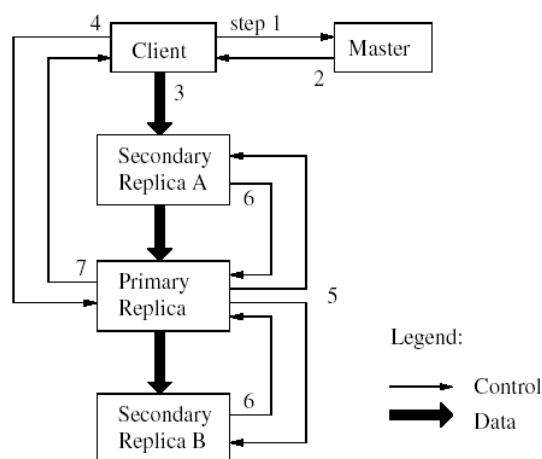 4
step 1
Client
Master
2
3
Secondary
Replica A
6
7
Primary
Replica
5
Legend:
6
Control
Secondary
Replica B
Data